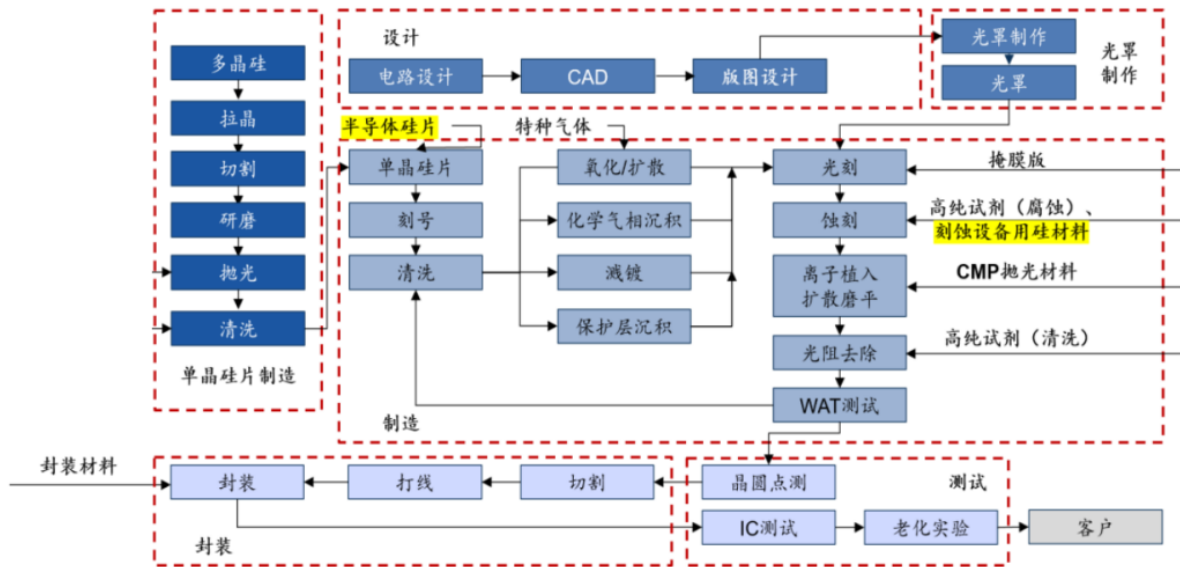 设计
电路设计
CAD
版图设计
光罩制作
光罩
光罩
制作
多晶硅
拉晶
切割
研磨
抛光
清洗
单晶硅片制造
半导体硅片
特种气体
单晶硅片
刻号
清洗
氧化/扩散
化学气相沉积
溅镀
保护层沉积
光刻
蚀刻
离子植入
扩散磨平
光阻去除
WAT测试
制造
掩膜版
高纯试剂（腐蚀）、
刻蚀设备用硅材料
CMP抛光材料
高纯试剂（清洗）
封装材料
封装
打线
切割
封装
晶圆点测
测试
IC测试
老化实验
客户